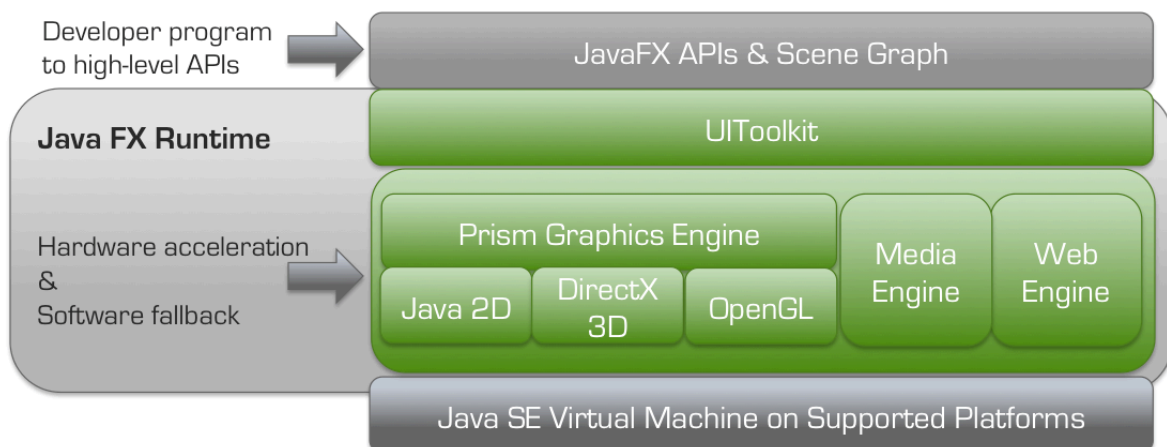 Developer program
to high-level APIs
JavaFX APIs & Scene Graph
Java FX Runtime
UIToolkit
Hardware acceleration
&
Software fallback
Prism Graphics Engine
Java 2D
DirectX
3D
OpenGL
Media
Engine
Web
Engine
Java SE Virtual Machine on Supported Platforms